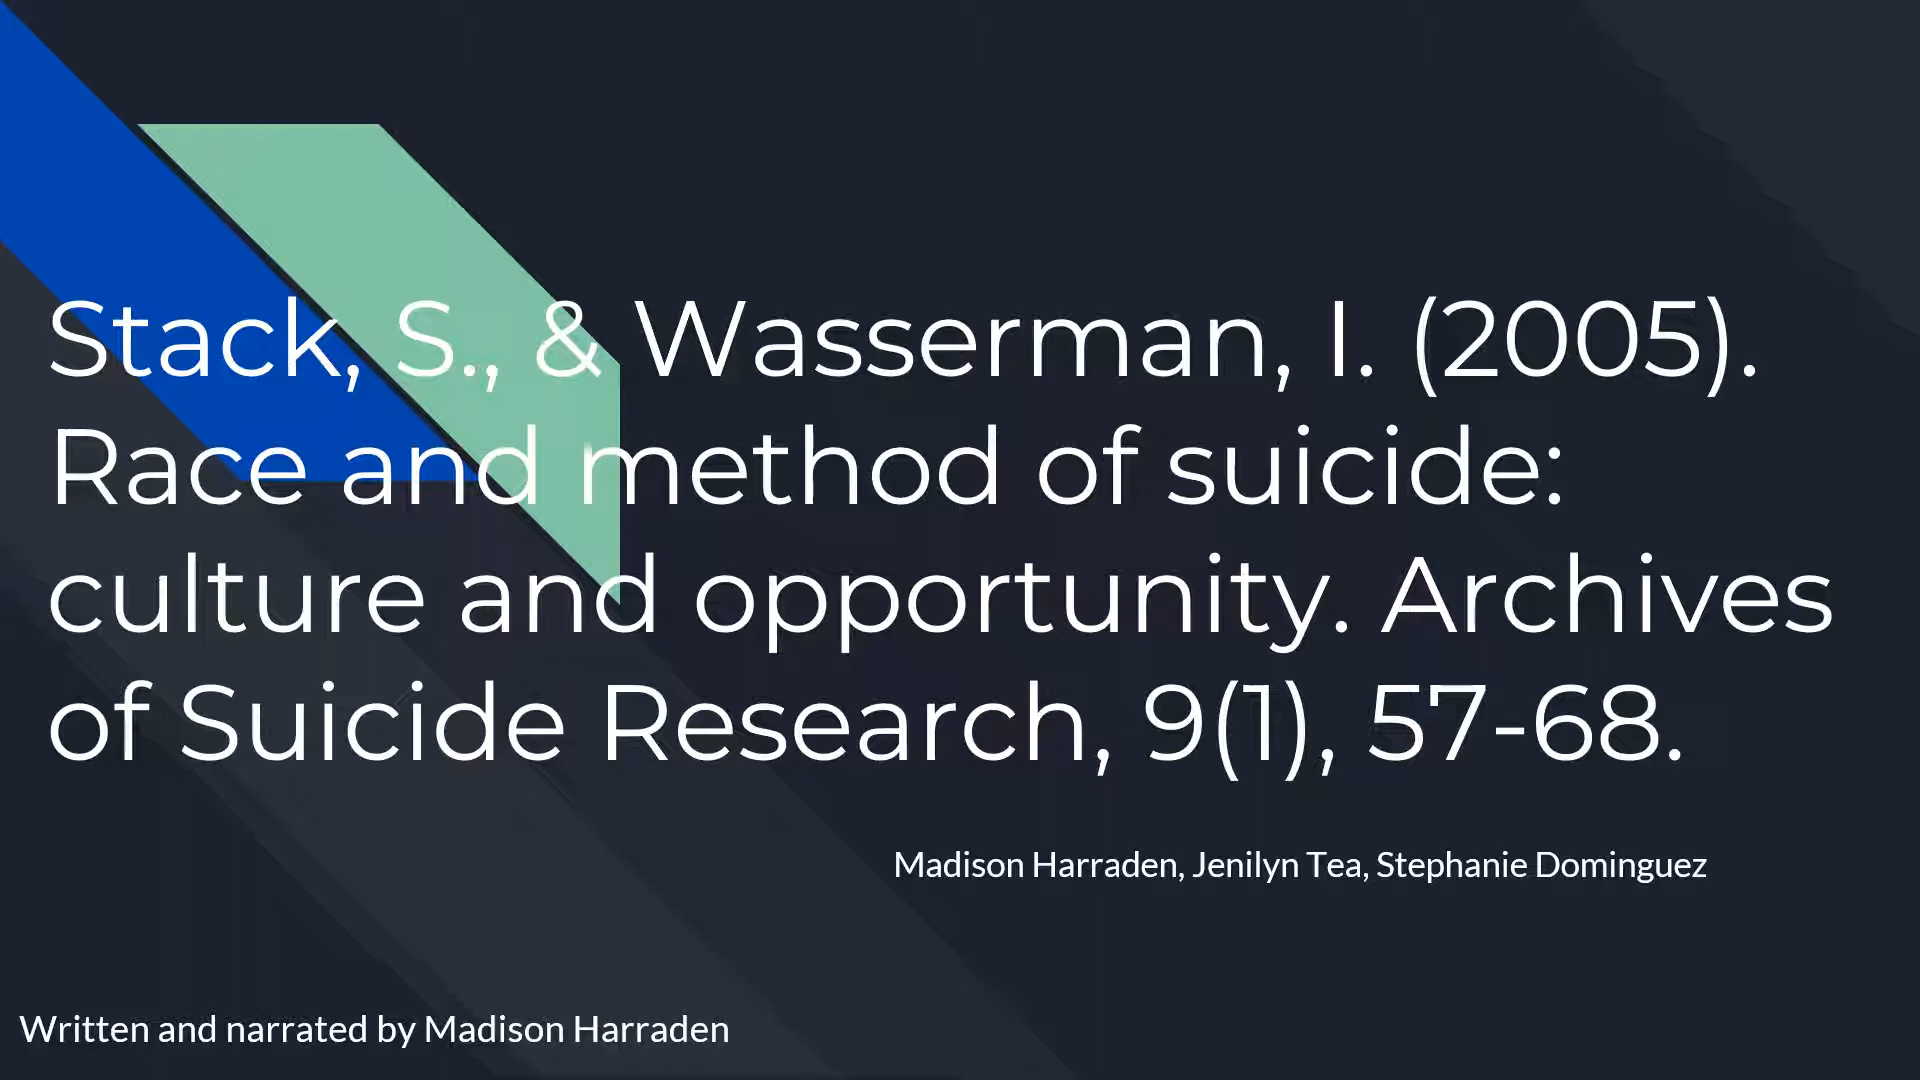 Stack, S., & Wasserman, I. (2005).
Race and method of suicide:
culture and opportunity. Archives
of Suicide Research, 9(1), 57-68.
Madison Harraden, Jenilyn Tea, Stephanie Dominguez
Written and narrated by Madison Harraden